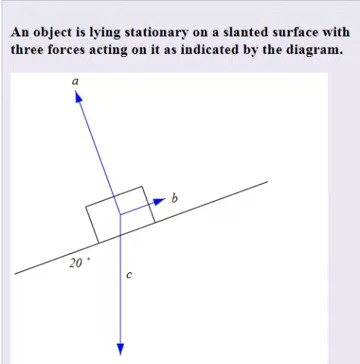 An object is lying stationary on a slanted surface with
three forces acting on it as indicated by the diagram.
a
b
20 °
c